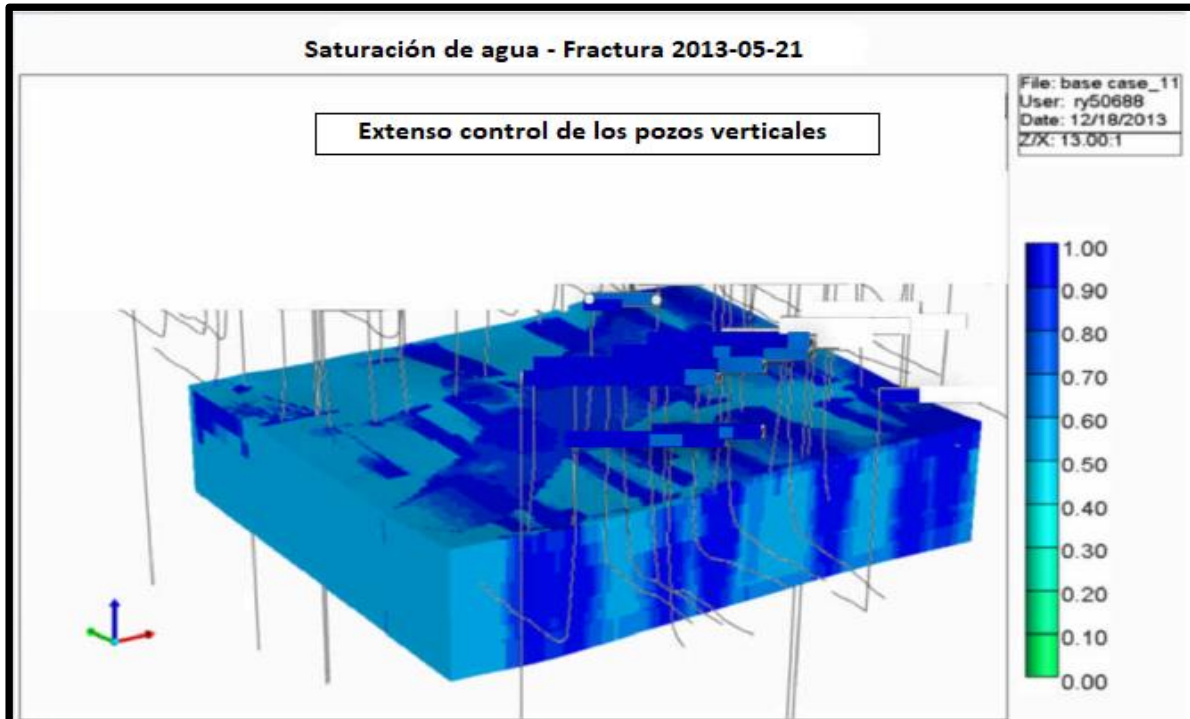 Saturación de agua - Fractura 2013-05-21
Extenso control de los pozos verticales
File: base case_11
User: ry50688
Date: 12/18/2013
Z/X: 13.00:1
1.00
0.90
0.80
0.70
0.60
0.50
0.40
0.30
0.20
0.10
0.00